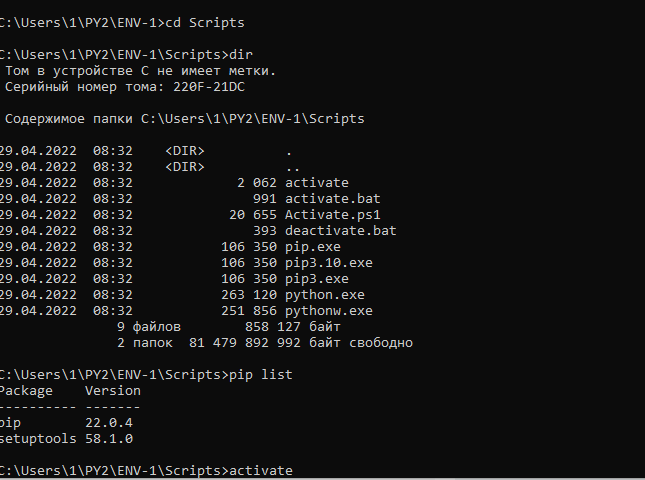 C:\Users\1\PY2\ENV-1>cd Scripts
C:\Users\1\PY2\ENV-1\Scripts>dir
Том в устройстве C не имеет метки.
Серийный номер тома: 220F-21DC
Содержимое папки C:\Users\1\PY2\ENV-1\Scripts
29.04.2022  08:32    <DIR>          .
29.04.2022  08:32    <DIR>          ..
29.04.2022  08:32             2 062 activate
29.04.2022  08:32               991 activate.bat
29.04.2022  08:32            20 655 Activate.ps1
29.04.2022  08:32               393 deactivate.bat
29.04.2022  08:32           106 350 pip.exe
29.04.2022  08:32           106 350 pip3.10.exe
29.04.2022  08:32           106 350 pip3.exe
29.04.2022  08:32           263 120 python.exe
29.04.2022  08:32           251 856 pythonw.exe
9 файлов        858 127 байт
2 папок  81 479 892 992 байт свободно
C:\Users\1\PY2\ENV-1\Scripts>pip list
Package    Version
---------- -------
pip        22.0.4
setuptools 58.1.0
C:\Users\1\PY2\ENV-1\Scripts>activate